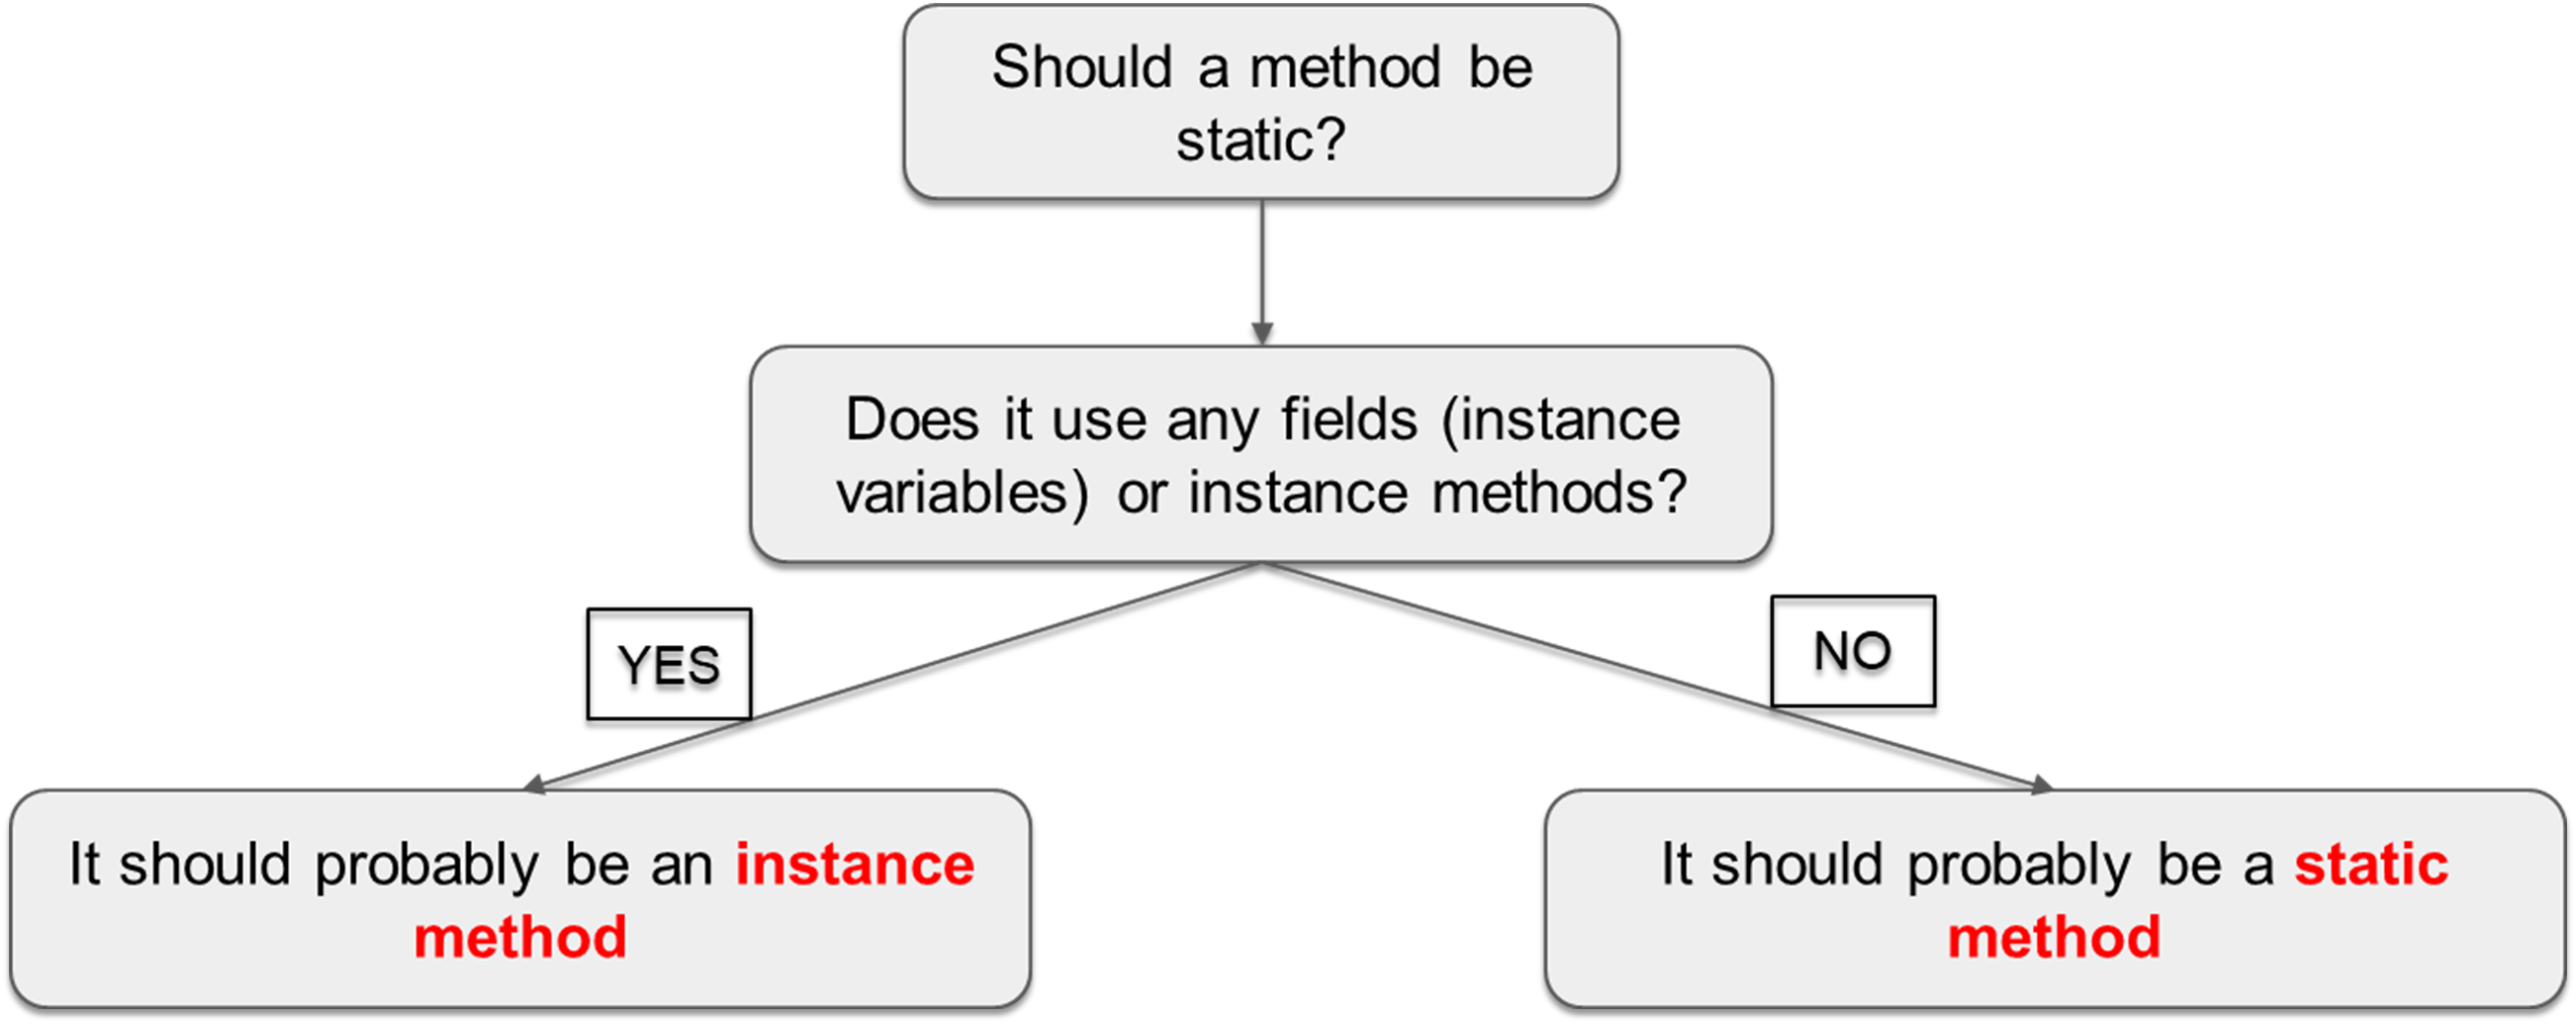 Should a method be
static?
Does it use any fields (instance
variables) or instance methods?
YES
NO
It should probably be an instance
method
It should probably be a static
method